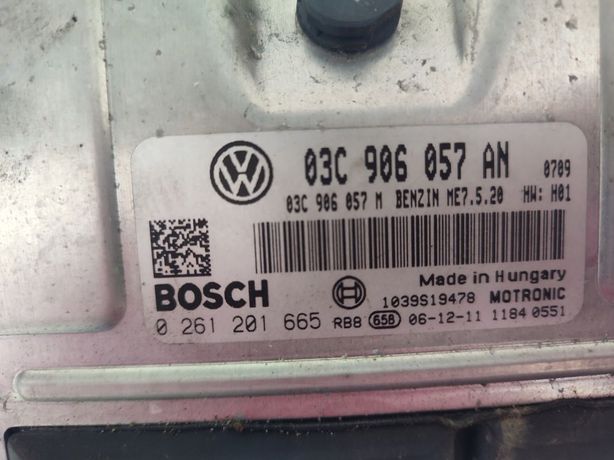 03C 906 057 AN 0709
03C 906 057 M BENZIN ME7.5.20 HW: H01
Made in Hungary
BOSCH 1039S19478 MOTRONIC
0 261 201 665 RB8 65B 06-12-11 1184 0551